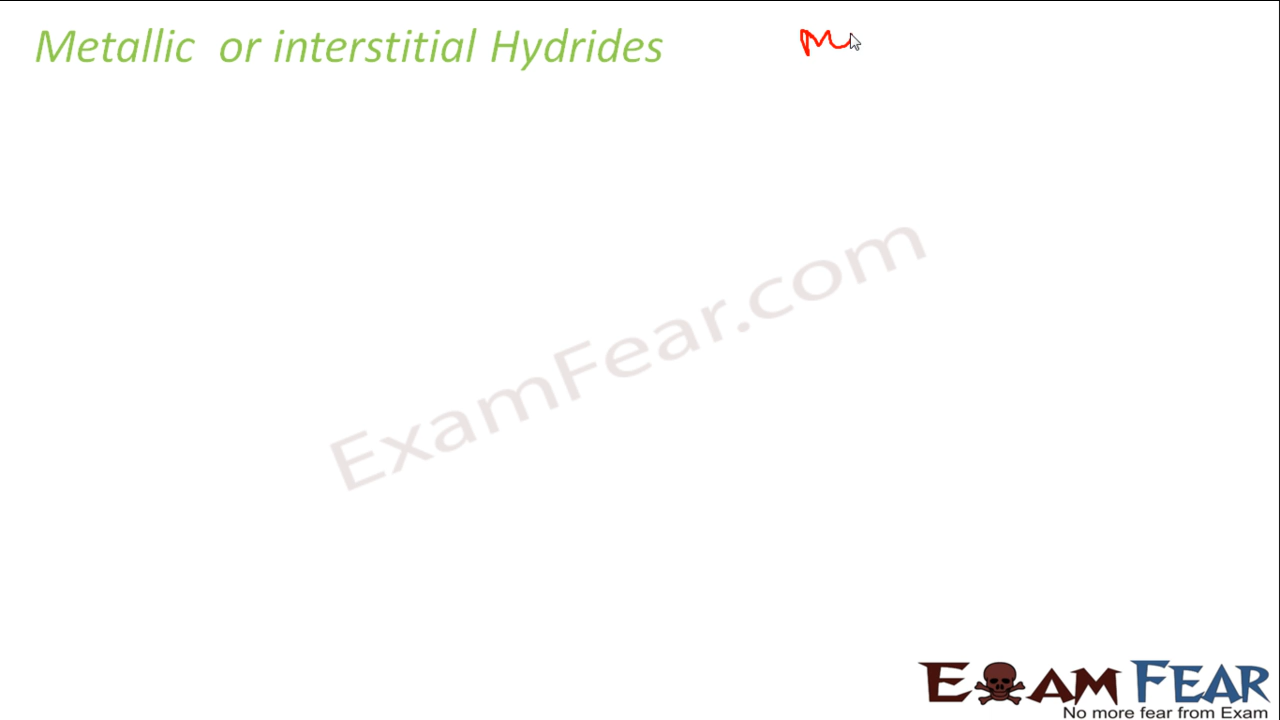 Metallic or interstitial Hydrides
M
ExamFear.com
EXAM FEAR
No more fear from Exam